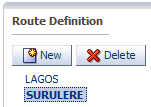 Route Definition
New Delete
LAGOS
SURULERE